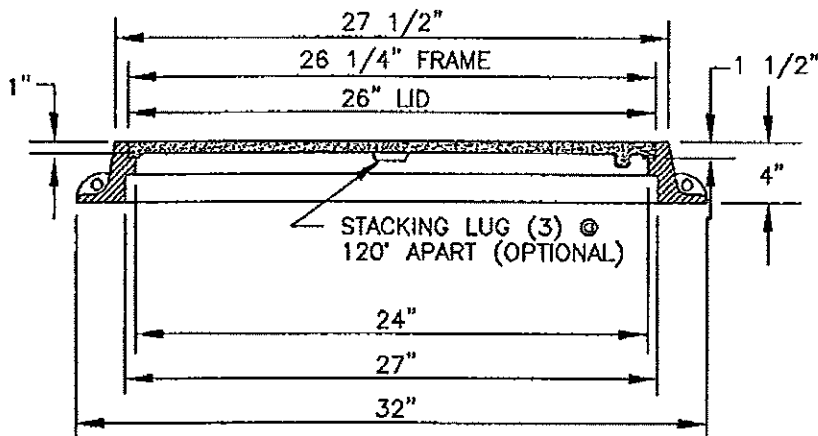 27 1/2"
26 1/4" FRAME
1 1/2"
1"
26" LID
4"
STACKING LUG (3) @
120' APART (OPTIONAL)
24"
27"
32"